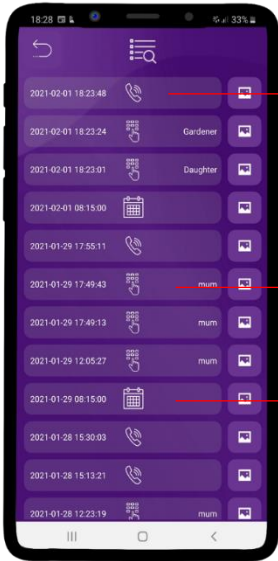 18:28
33%
2021-02-01 18:23:48
2021-02-01 18:23:24 Gardener
2021-02-01 18:23:01 Daughter
2021-02-01 08:15:00
2021-01-29 17:55:11
2021-01-29 17:49:43 mum
2021-01-29 17:49:13 mum
2021-01-29 12:05:27 mum
2021-01-29 08:15:00
2021-01-28 15:30:03
2021-01-28 15:13:21
2021-01-28 12:23:19 mum